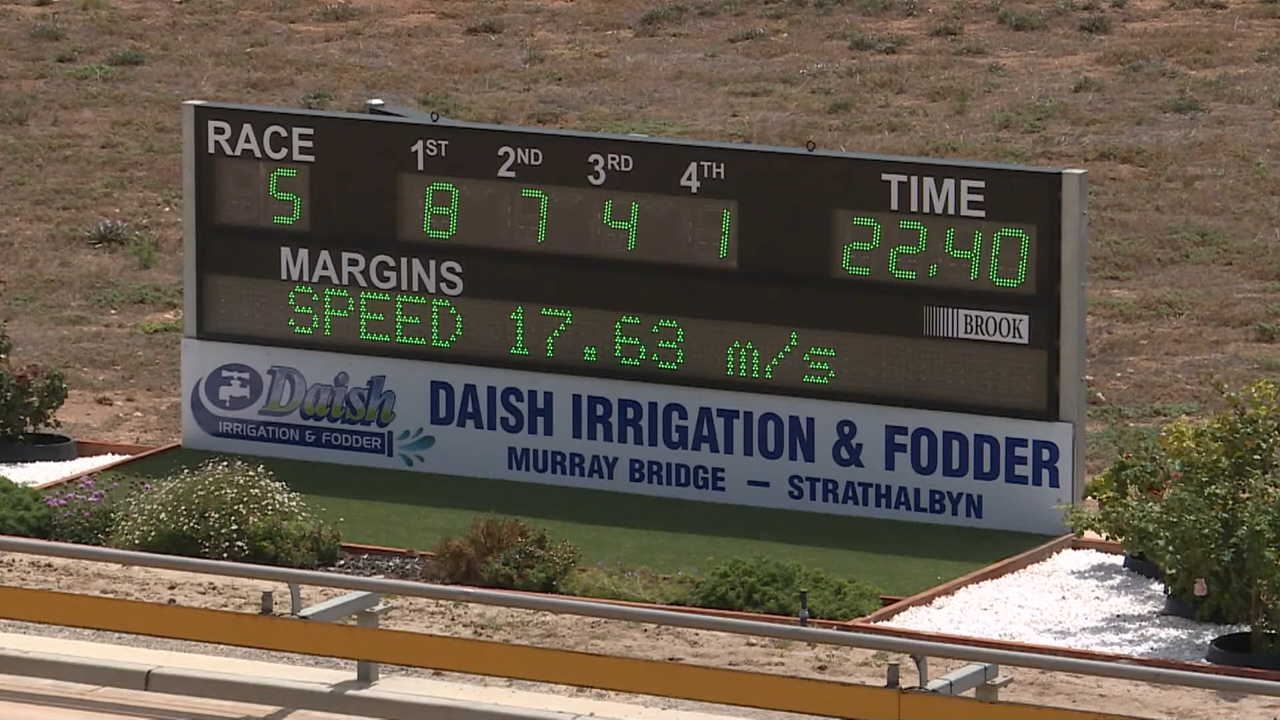 RACE 1ST 2ND 3RD 4TH TIME
5 8 7 4 1 22.40
MARGINS
SPEED 17.63 m/s
BROOK
Daish
IRRIGATION & FODDER
DAISH IRRIGATION & FODDER
MURRAY BRIDGE – STRATHALBYN